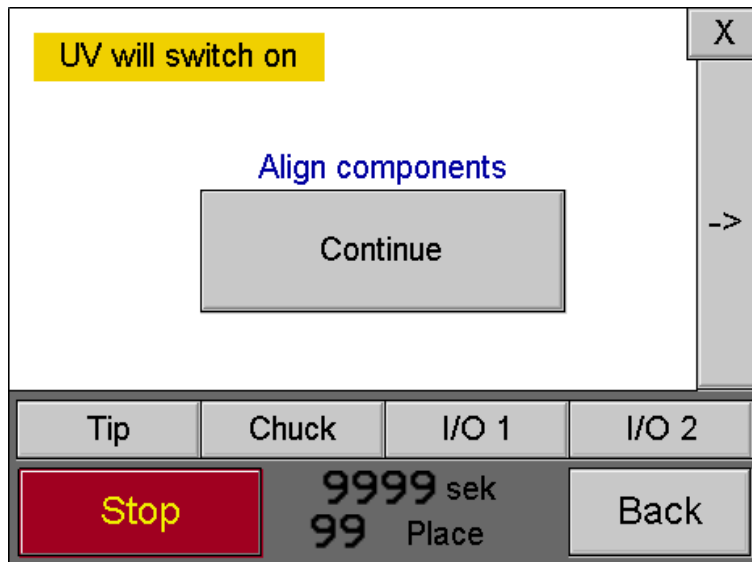 X
UV will switch on
Align components
Continue
->
Tip Chuck I/O 1 I/O 2
Stop 9999 sek Back
99 Place